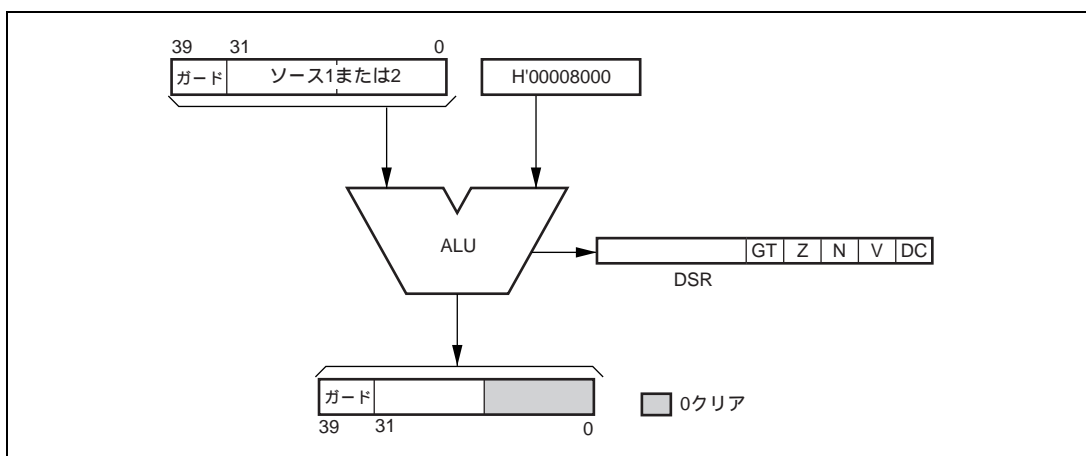 39 31 0
ガード ソース1または2
H'00008000
ALU
GT Z N V DC
DSR
ガード
39 31 0
0クリア